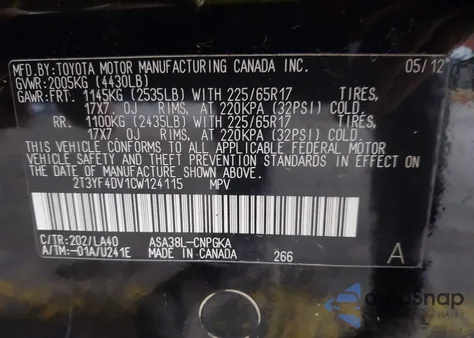 MFD.BY:TOYOTA MOTOR MANUFACTURING CANADA INC. 05/12
GVWR:2005KG (4430LB)
GAWR:FRT. 1145KG (2535LB) WITH 225/65R17 TIRES,
17X7.0J RIMS, AT 220KPA (32PSI) COLD.
RR. 1100KG (2435LB) WITH 225/65R17 TIRES,
17X7.0J RIMS, AT 220KPA (32PSI) COLD.
THIS VEHICLE CONFORMS TO ALL APPLICABLE FEDERAL MOTOR
VEHICLE SAFETY AND THEFT PREVENTION STANDARDS IN EFFECT ON
THE DATE OF MANUFACTURE SHOWN ABOVE.
2T3YF4DV1CW124115 MPV
C/TR:202/LA40 ASA38L-CNPGKA
A/TM:-01A/U241E MADE IN CANADA 266 A